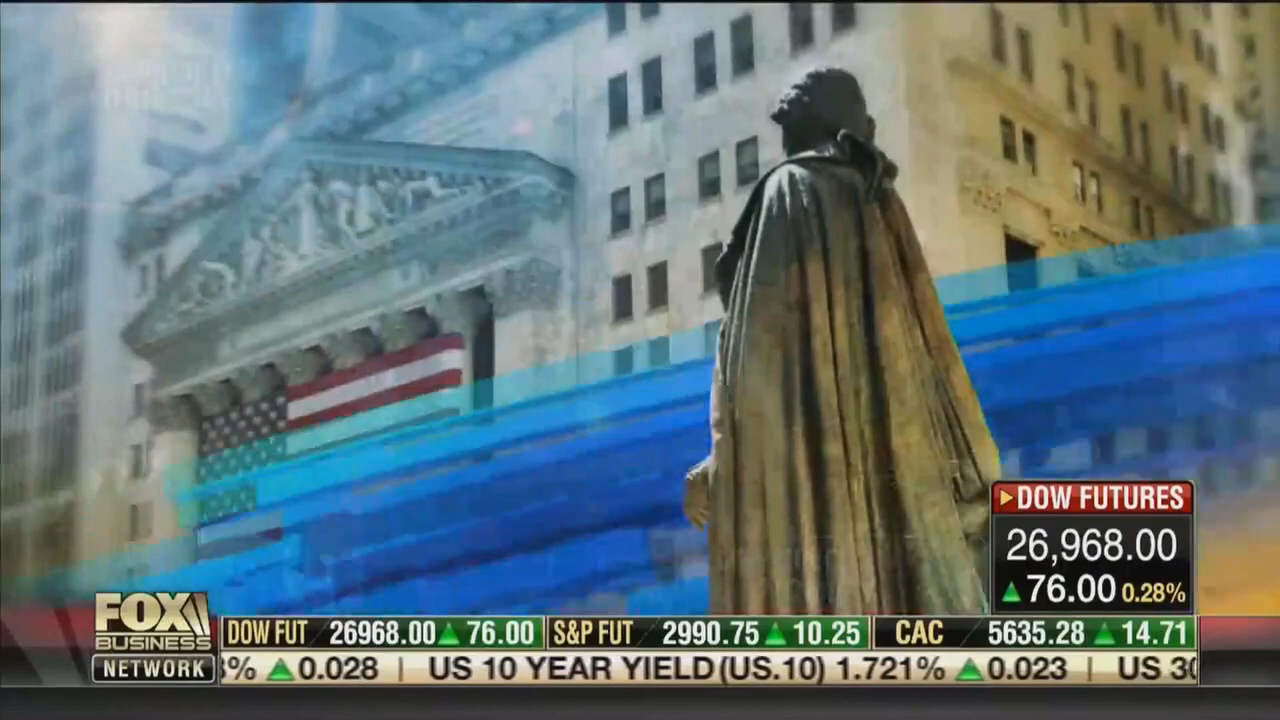 DOW FUTURES
26,968.00
76.00 0.28%
FOX
BUSINESS
NETWORK
DOW FUT 26968.00 76.00 S&P FUT 2990.75 10.25 CAC 5635.28 14.71
% 0.028 | US 10 YEAR YIELD (US.10) 1.721% 0.023 | US